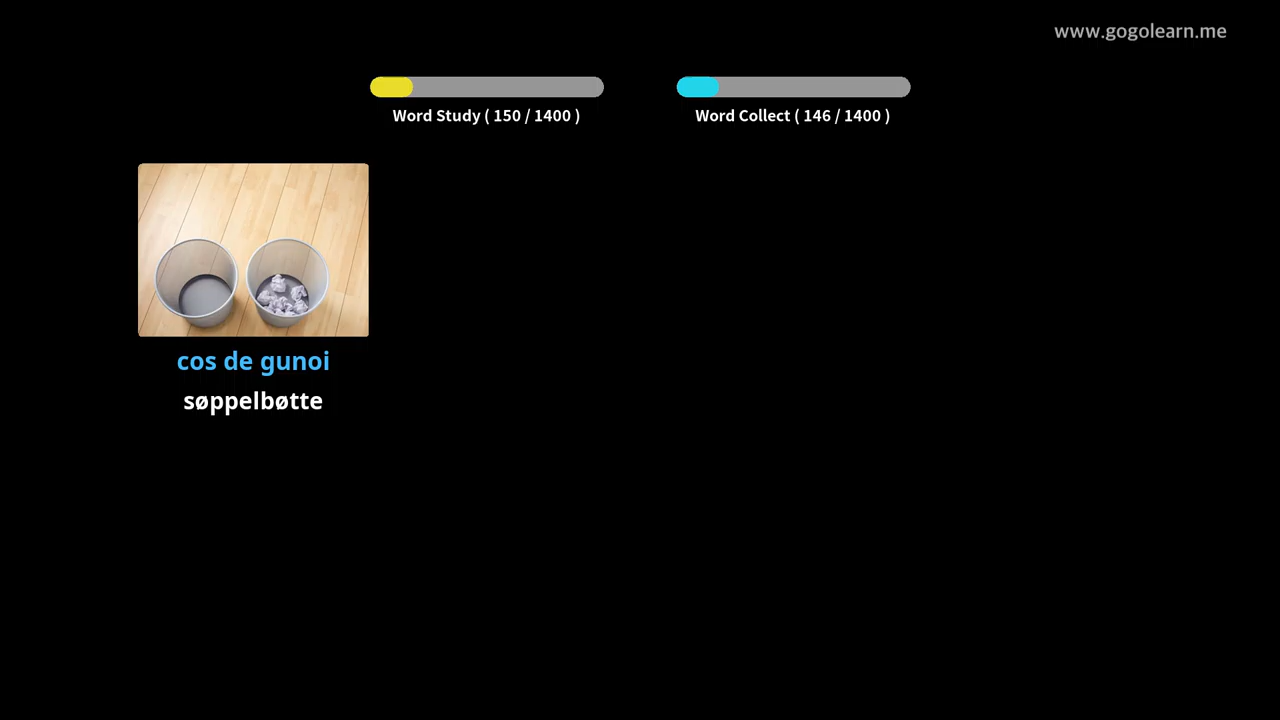 www.gogolearn.me
Word Study ( 150 / 1400 )
Word Collect ( 146 / 1400 )
cos de gunoi
søppelbøtte